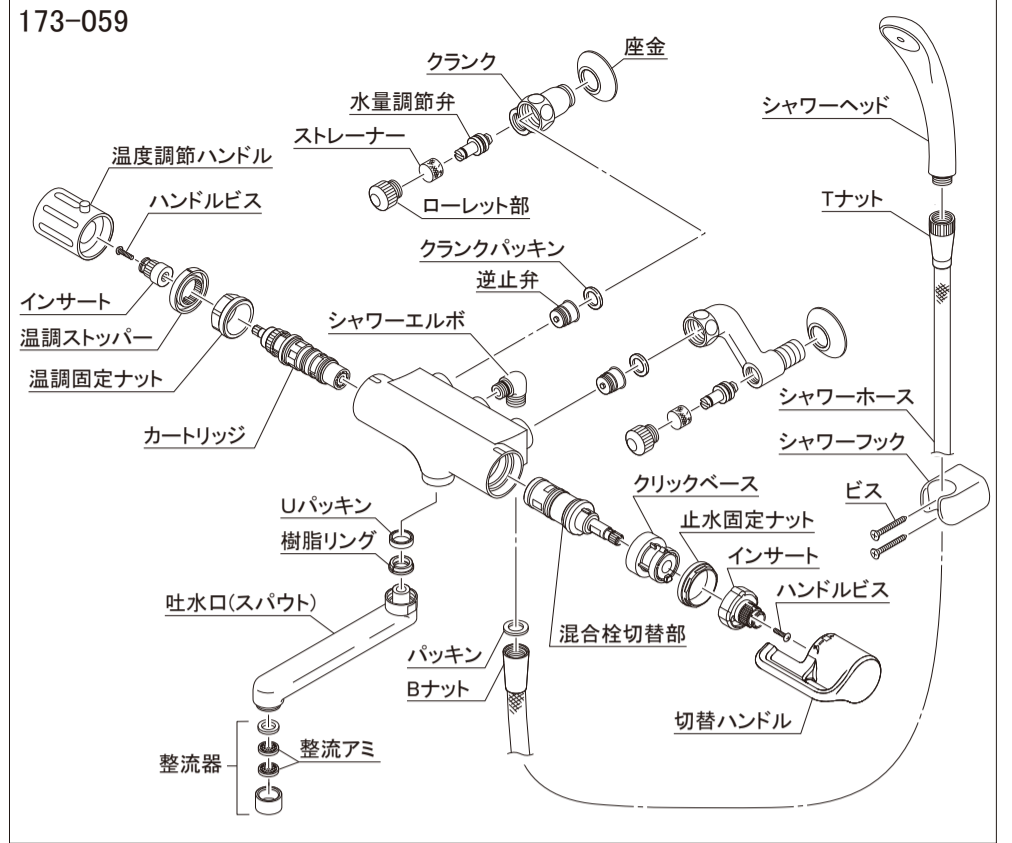 173-059
座金
クランク
水量調節弁
シャワーヘッド
ストレーナー
温度調節ハンドル
ハンドルビス
ローレット部
Tナット
クランクパッキン
逆止弁
インサート
シャワーエルボ
温調ストッパー
温調固定ナット
シャワーホース
カートリッジ
シャワーフック
クリックベース
ビス
Uパッキン
止水固定ナット
樹脂リング
インサート
ハンドルビス
吐水口(スパウト)
混合栓切替部
パッキン
Bナット
切替ハンドル
整流アミ
整流器